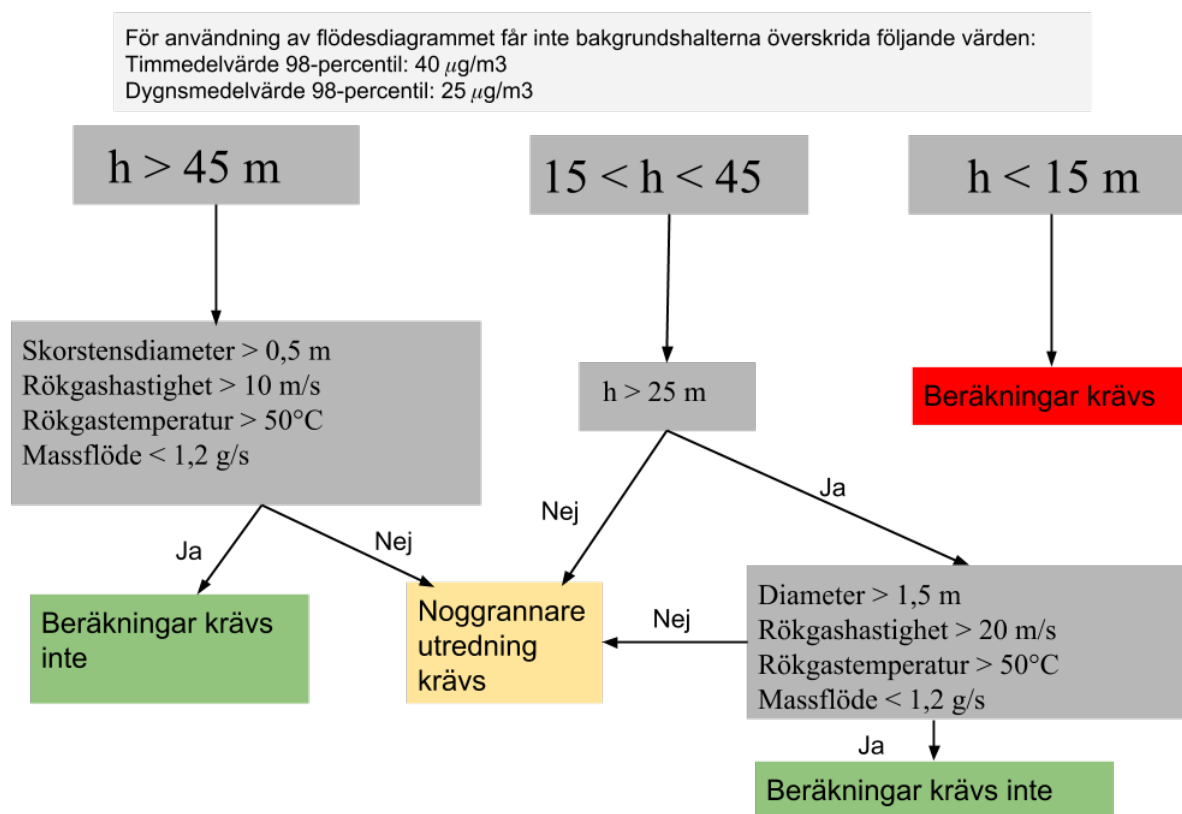 För användning av flödesdiagrammet får inte bakgrundshalterna överskrida följande värden:
Timmedelvärde 98-percentil: 40 μg/m3
Dygnsmedelvärde 98-percentil: 25 μg/m3
h > 45 m
15 < h < 45
h < 15 m
Skorstensdiameter > 0,5 m
Rökgashastighet > 10 m/s
Rökgastemperatur > 50°C
Massflöde < 1,2 g/s
h > 25 m
Beräkningar krävs
Ja
Nej
Nej
Ja
Beräkningar krävs
inte
Noggrannare
utredning
krävs
Nej
Diameter > 1,5 m
Rökgashastighet > 20 m/s
Rökgastemperatur > 50°C
Massflöde < 1,2 g/s
Ja
Beräkningar krävs inte